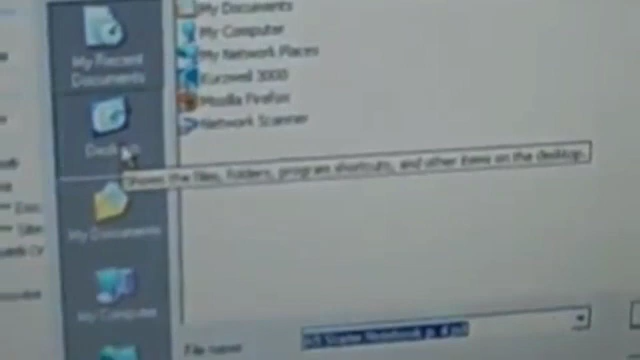 My Documents
My Computer
My Network Places
Kurzweil 3000
Mozilla Firefox
Network Scanner
My Recent
Documents
Desktop
Shows the files, folders, program shortcuts, and other items on the desktop.
My Documents
My Computer
File name: